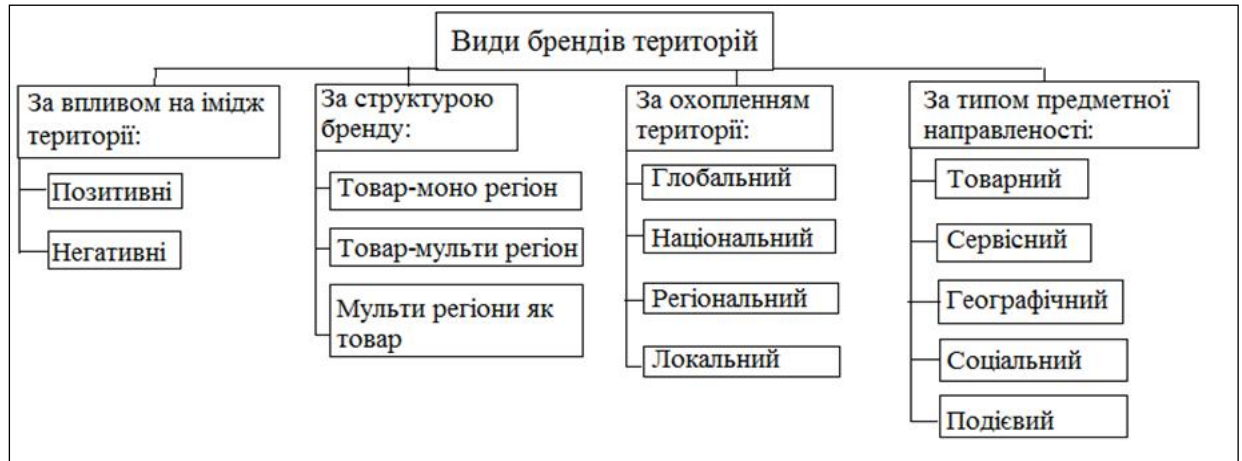 Види брендів територій
За впливом на імідж
території:
Позитивні
Негативні
За структурою
бренду:
Товар-моно регіон
Товар-мульти регіон
Мульти регіони як
товар
За охопленням
території:
Глобальний
Національний
Регіональний
Локальний
За типом предметної
направленості:
Товарний
Сервісний
Географічний
Соціальний
Подієвий